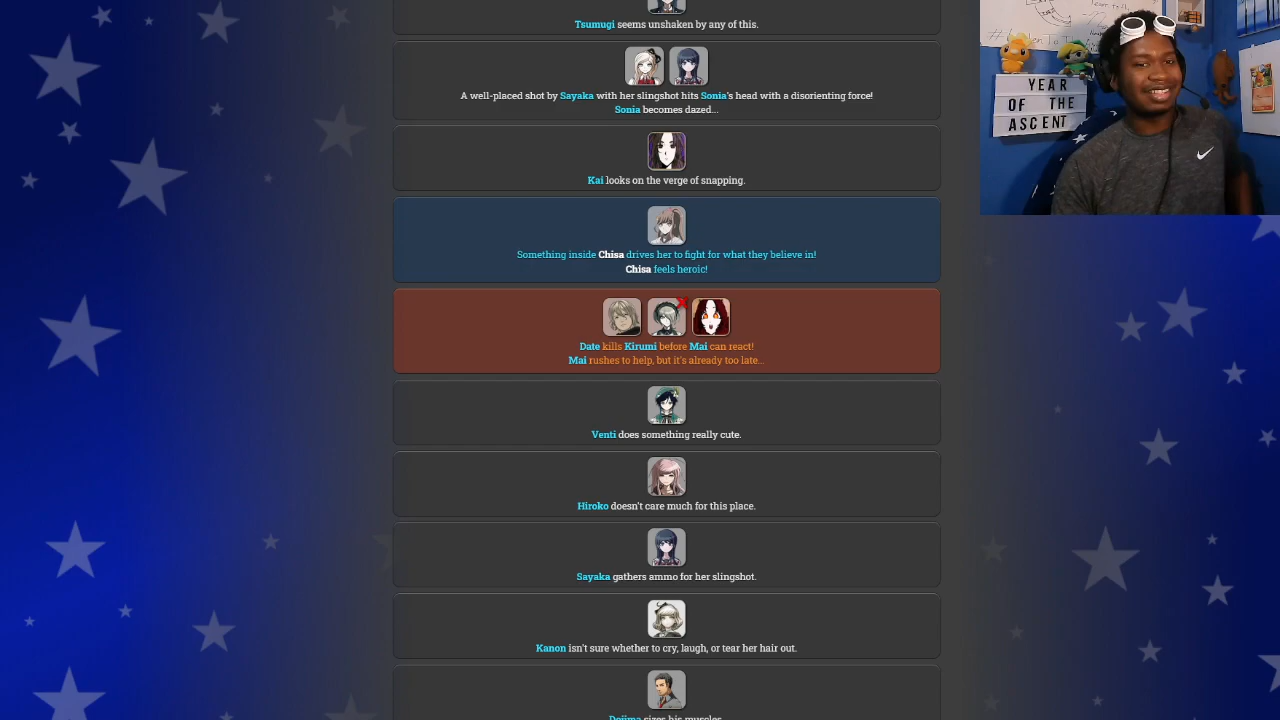 Tsumugi seems unshaken by any of this.
A well-placed shot by Sayaka with her slingshot hits Sonia's head with a disorienting force!
Sonia becomes dazed...
Kai looks on the verge of snapping.
Something inside Chisa drives her to fight for what they believe in!
Chisa feels heroic!
Date kills Kirumi before Mai can react!
Mai rushes to help, but it's already too late...
Venti does something really cute.
Hiroko doesn't care much for this place.
Sayaka gathers ammo for her slingshot.
Kanon isn't sure whether to cry, laugh, or tear her hair out.
Dojima sizes his muscles.
YEAR
OF THE
ASCENT